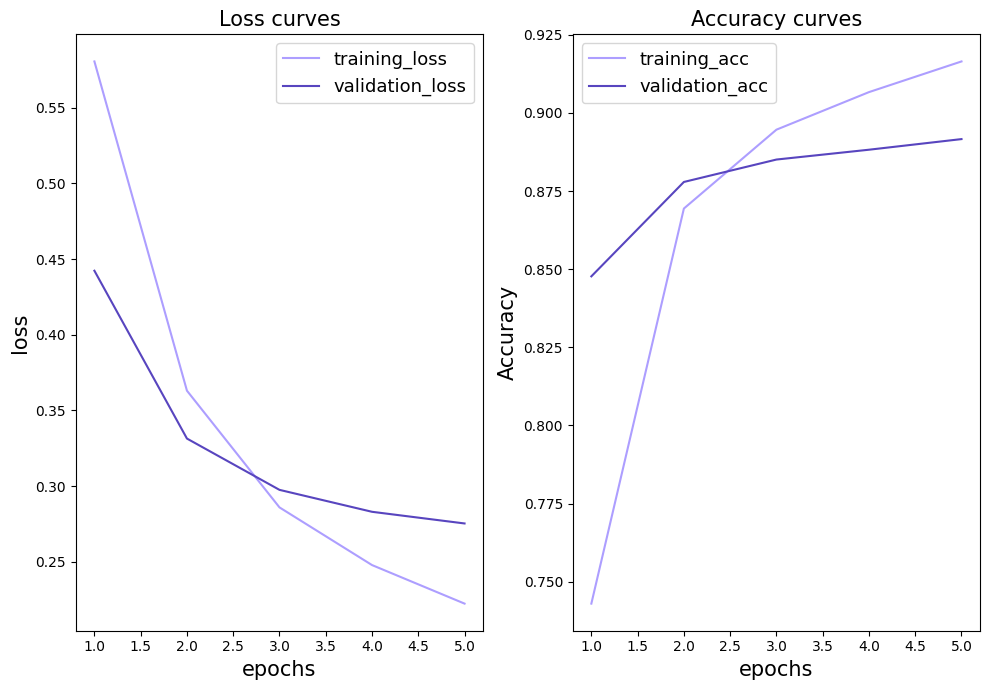 Loss curves
training_loss
validation_loss
0.55
0.50
0.45
0.40
0.35
0.30
0.25
loss
1.0 1.5 2.0 2.5 3.0 3.5 4.0 4.5 5.0
epochs
Accuracy curves
training_acc
validation_acc
0.925
0.900
0.875
0.850
0.825
0.800
0.775
0.750
Accuracy
1.0 1.5 2.0 2.5 3.0 3.5 4.0 4.5 5.0
epochs